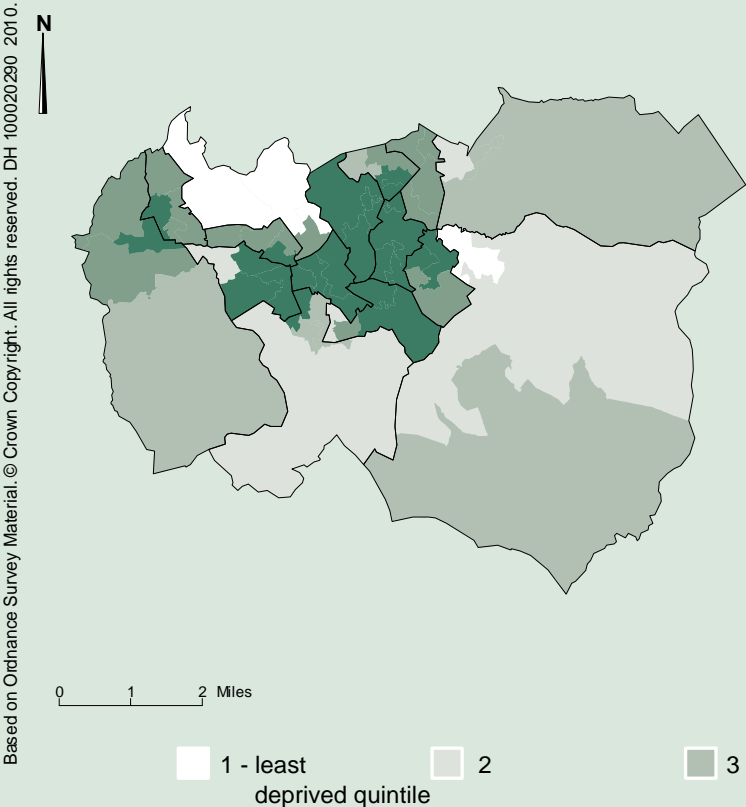 Based on Ordnance Survey Material. © Crown Copyright. All rights reserved. DH 100020290 2010.
N
0 1 2 Miles
1 - least
deprived quintile
2
3